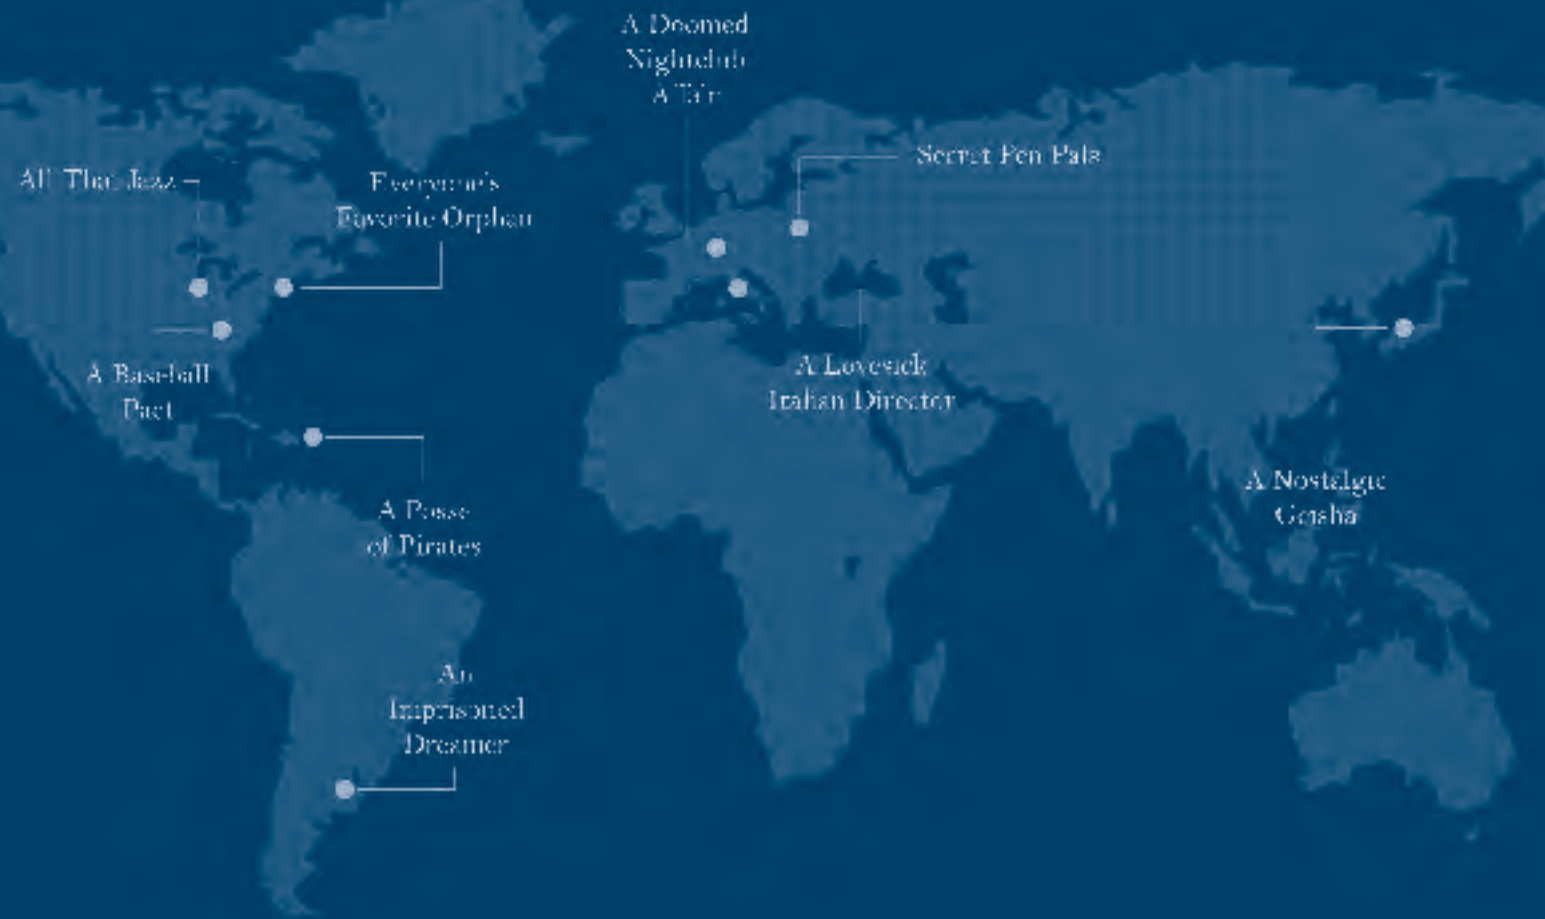 A Doomed
Nightclub
Affair
Secret Pen Pals
All That Jazz
Everyone's
Favorite Orphan
A Baseball
Pact
A Lovesick
Italian Director
A Posse
of Pirates
A Nostalgic
Geisha
An
Imprisoned
Dreamer